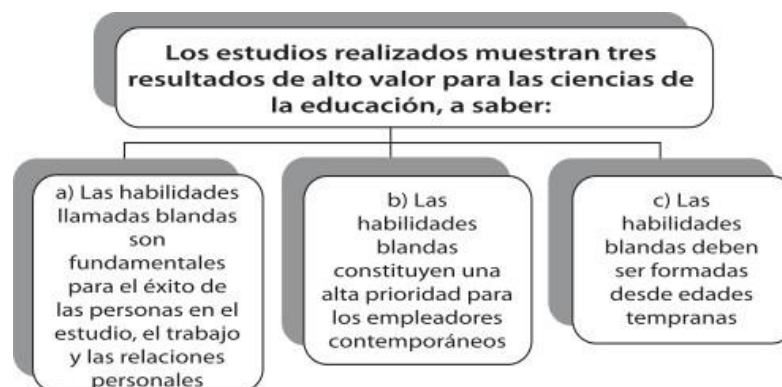 Los estudios realizados muestran tres
resultados de alto valor para las ciencias de
la educación, a saber:
a) Las habilidades
llamadas blandas
son
fundamentales
para el éxito de
las personas en el
estudio, el trabajo
y las relaciones
personales
b) Las
habilidades
blandas
constituyen una
alta prioridad para
los empleadores
contemporáneos
c) Las
habilidades
blandas deben
ser formadas
desde edades
tempranas